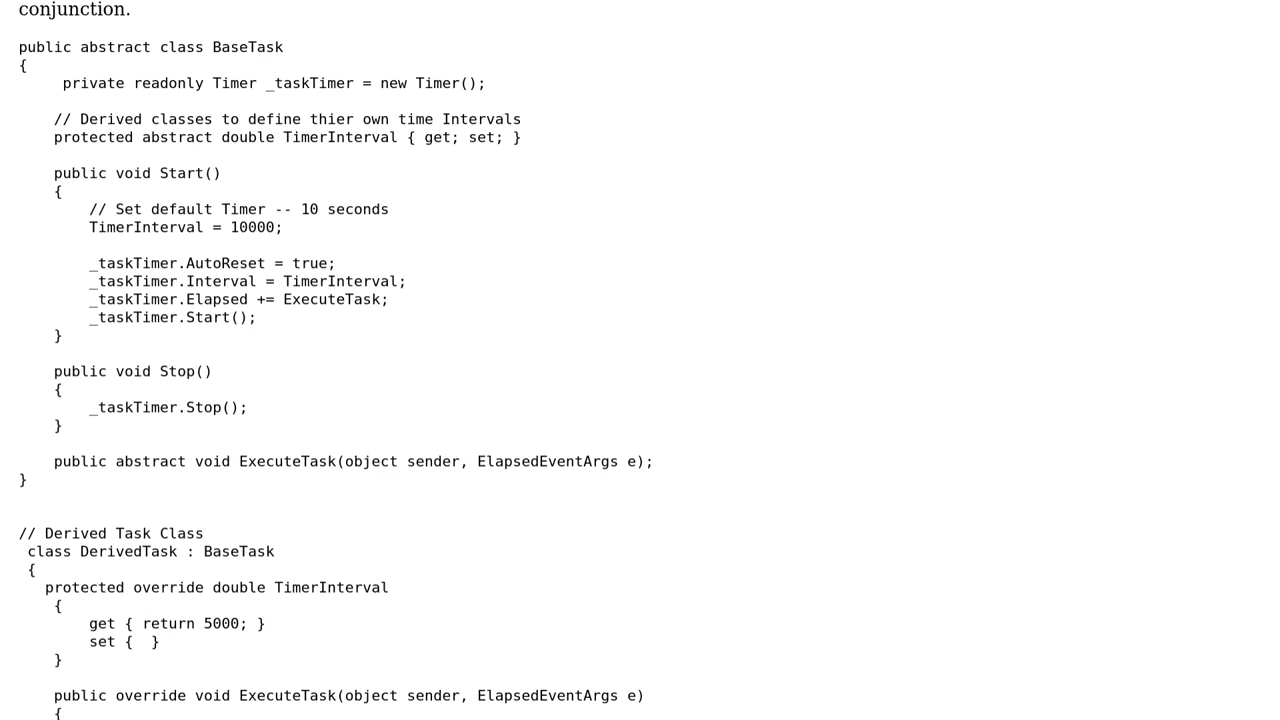 conjunction.
public abstract class BaseTask
{
private readonly Timer _taskTimer = new Timer();
// Derived classes to define thier own time Intervals
protected abstract double TimerInterval { get; set; }
public void Start()
{
// Set default Timer -- 10 seconds
TimerInterval = 10000;
_taskTimer.AutoReset = true;
_taskTimer.Interval = TimerInterval;
_taskTimer.Elapsed += ExecuteTask;
_taskTimer.Start();
}
public void Stop()
{
_taskTimer.Stop();
}
public abstract void ExecuteTask(object sender, ElapsedEventArgs e);
}
// Derived Task Class
class DerivedTask : BaseTask
{
protected override double TimerInterval
{
get { return 5000; }
set {  }
}
public override void ExecuteTask(object sender, ElapsedEventArgs e)
{